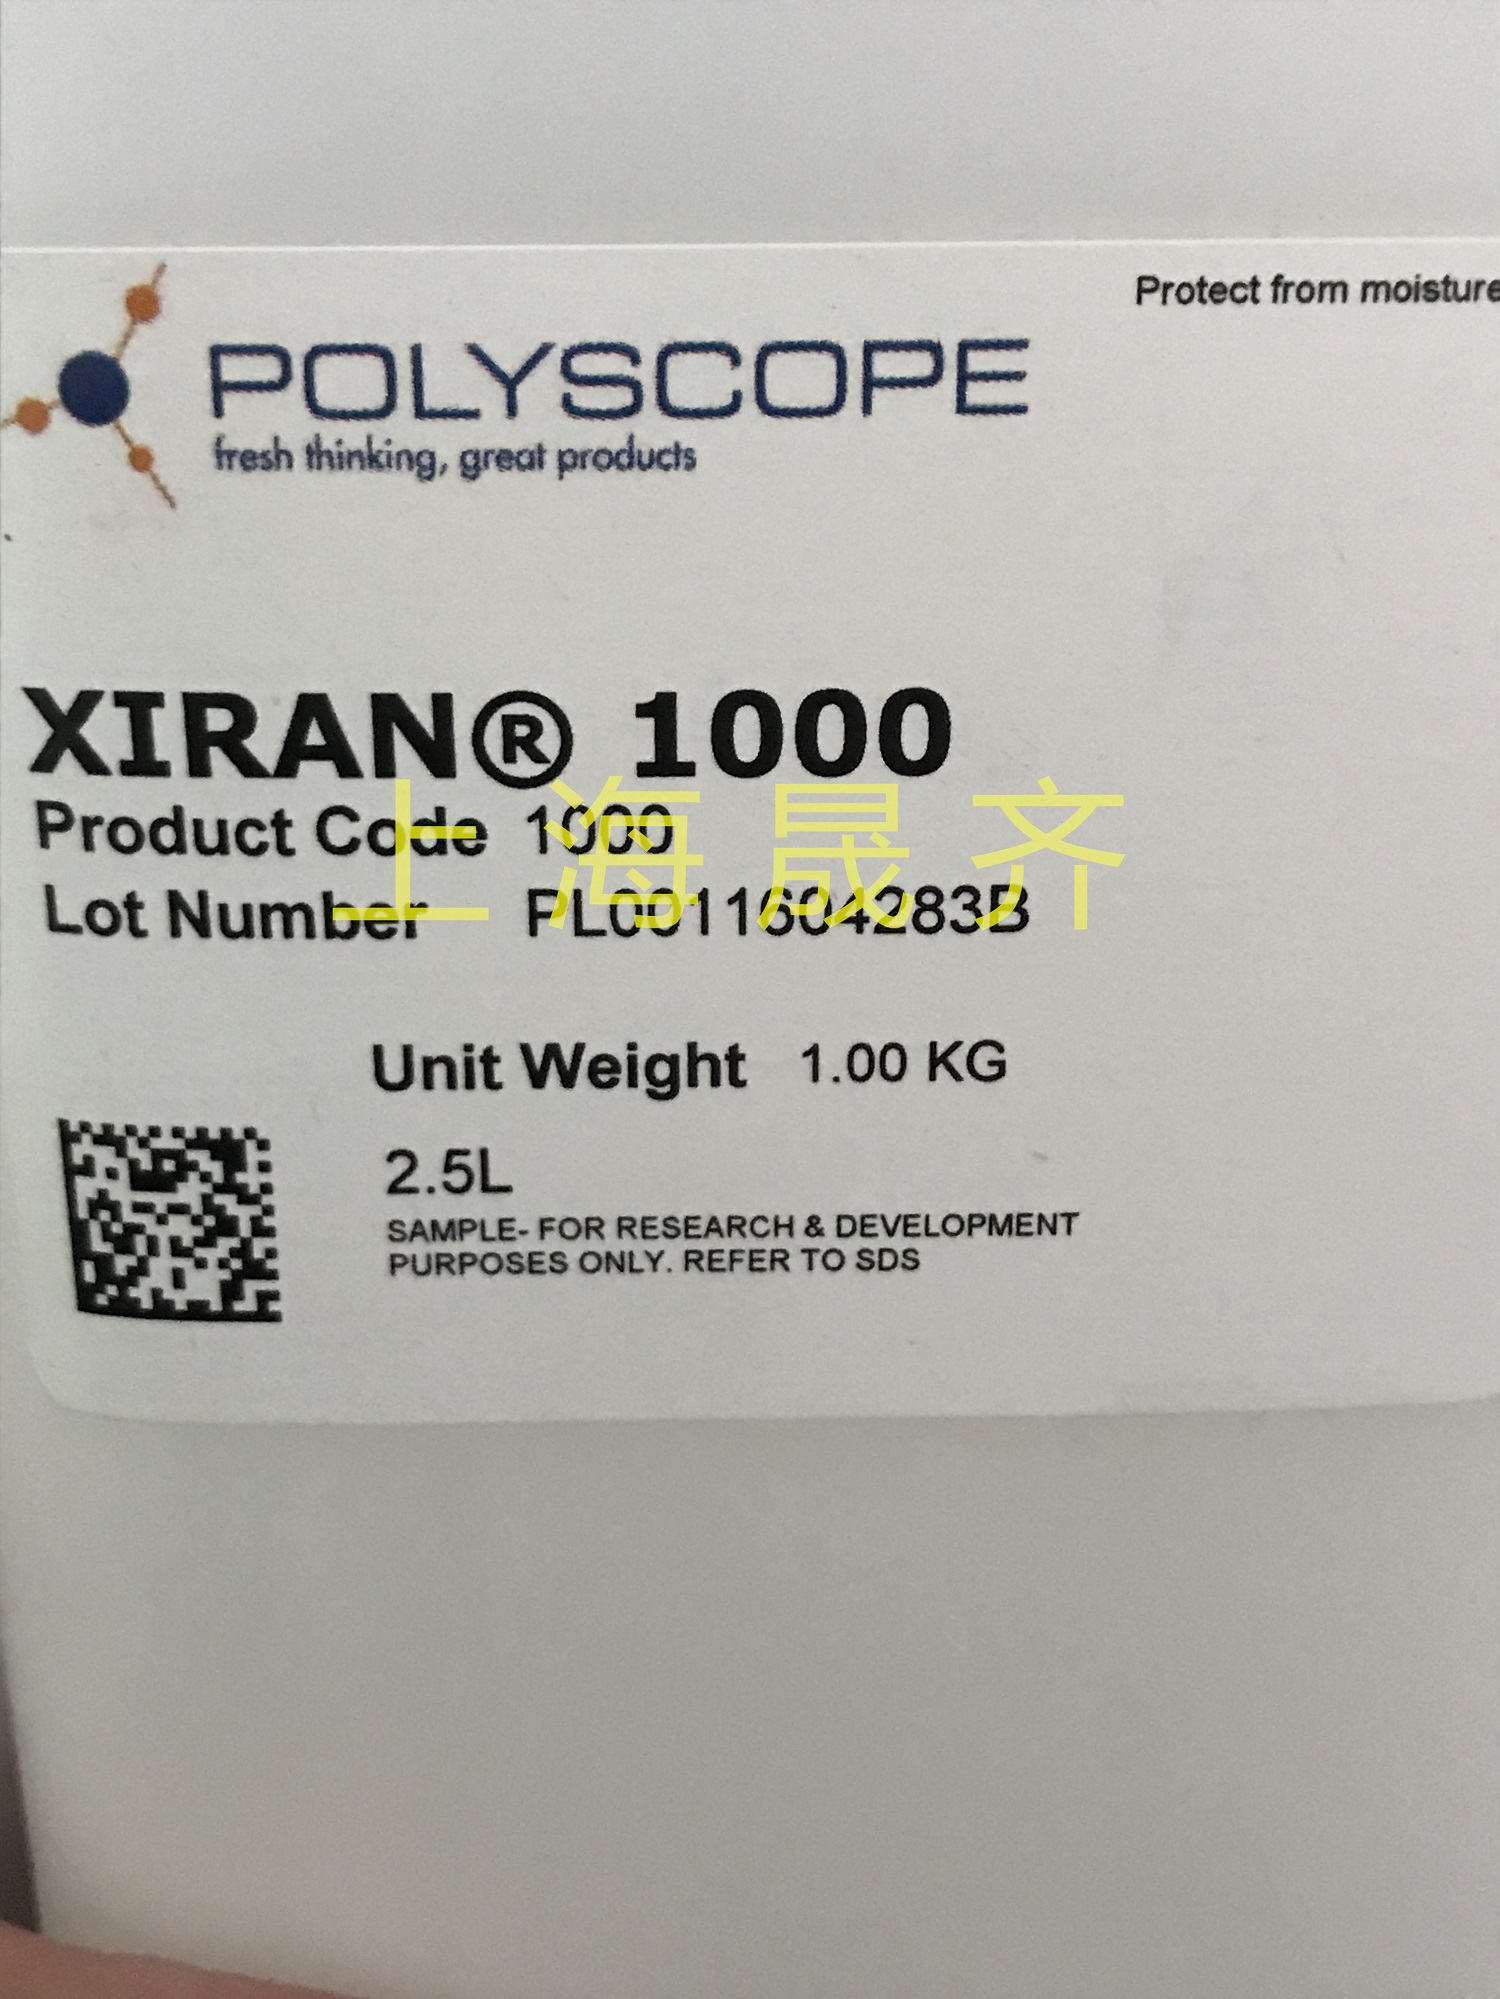 Protect from moisture
POLYSCOPE
fresh thinking, great products
XIRAN® 1000
Product Code 1000
上海晟齐
Lot Number PL0011604283B
Unit Weight 1.00 KG
2.5L
SAMPLE- FOR RESEARCH & DEVELOPMENT
PURPOSES ONLY. REFER TO SDS